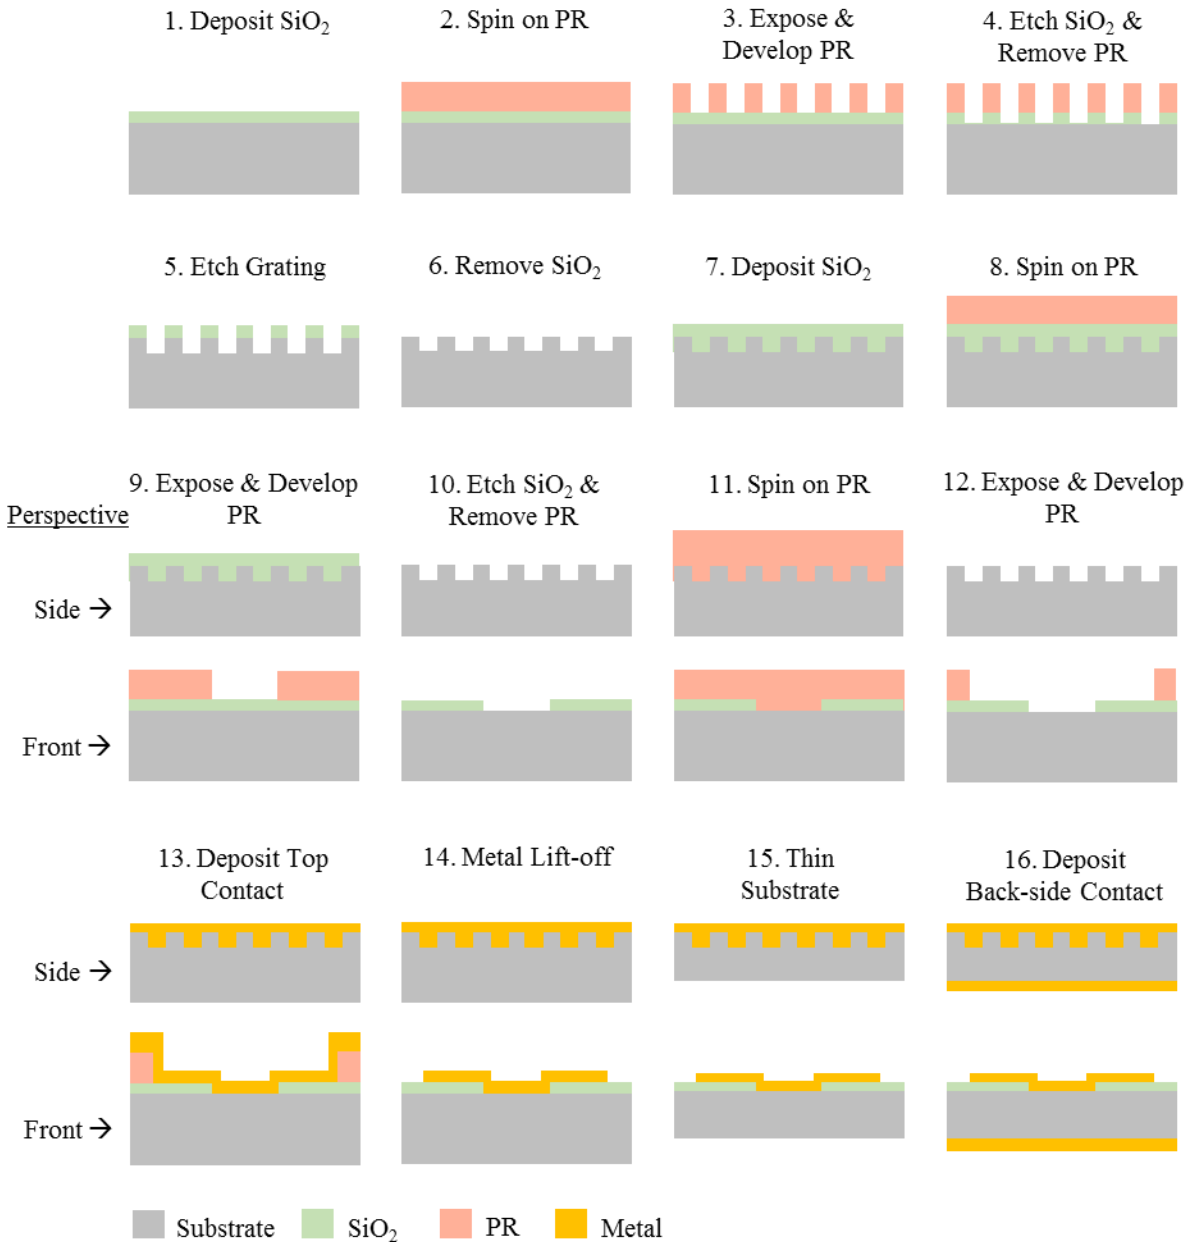 1. Deposit SiO₂
2. Spin on PR
3. Expose &
Develop PR
4. Etch SiO₂ &
Remove PR
5. Etch Grating
6. Remove SiO₂
7. Deposit SiO₂
8. Spin on PR
Perspective
9. Expose & Develop
PR
10. Etch SiO₂ &
Remove PR
11. Spin on PR
12. Expose & Develop
PR
Side →
Front →
13. Deposit Top
Contact
14. Metal Lift-off
15. Thin
Substrate
16. Deposit
Back-side Contact
Side →
Front →
Substrate
SiO₂
PR
Metal